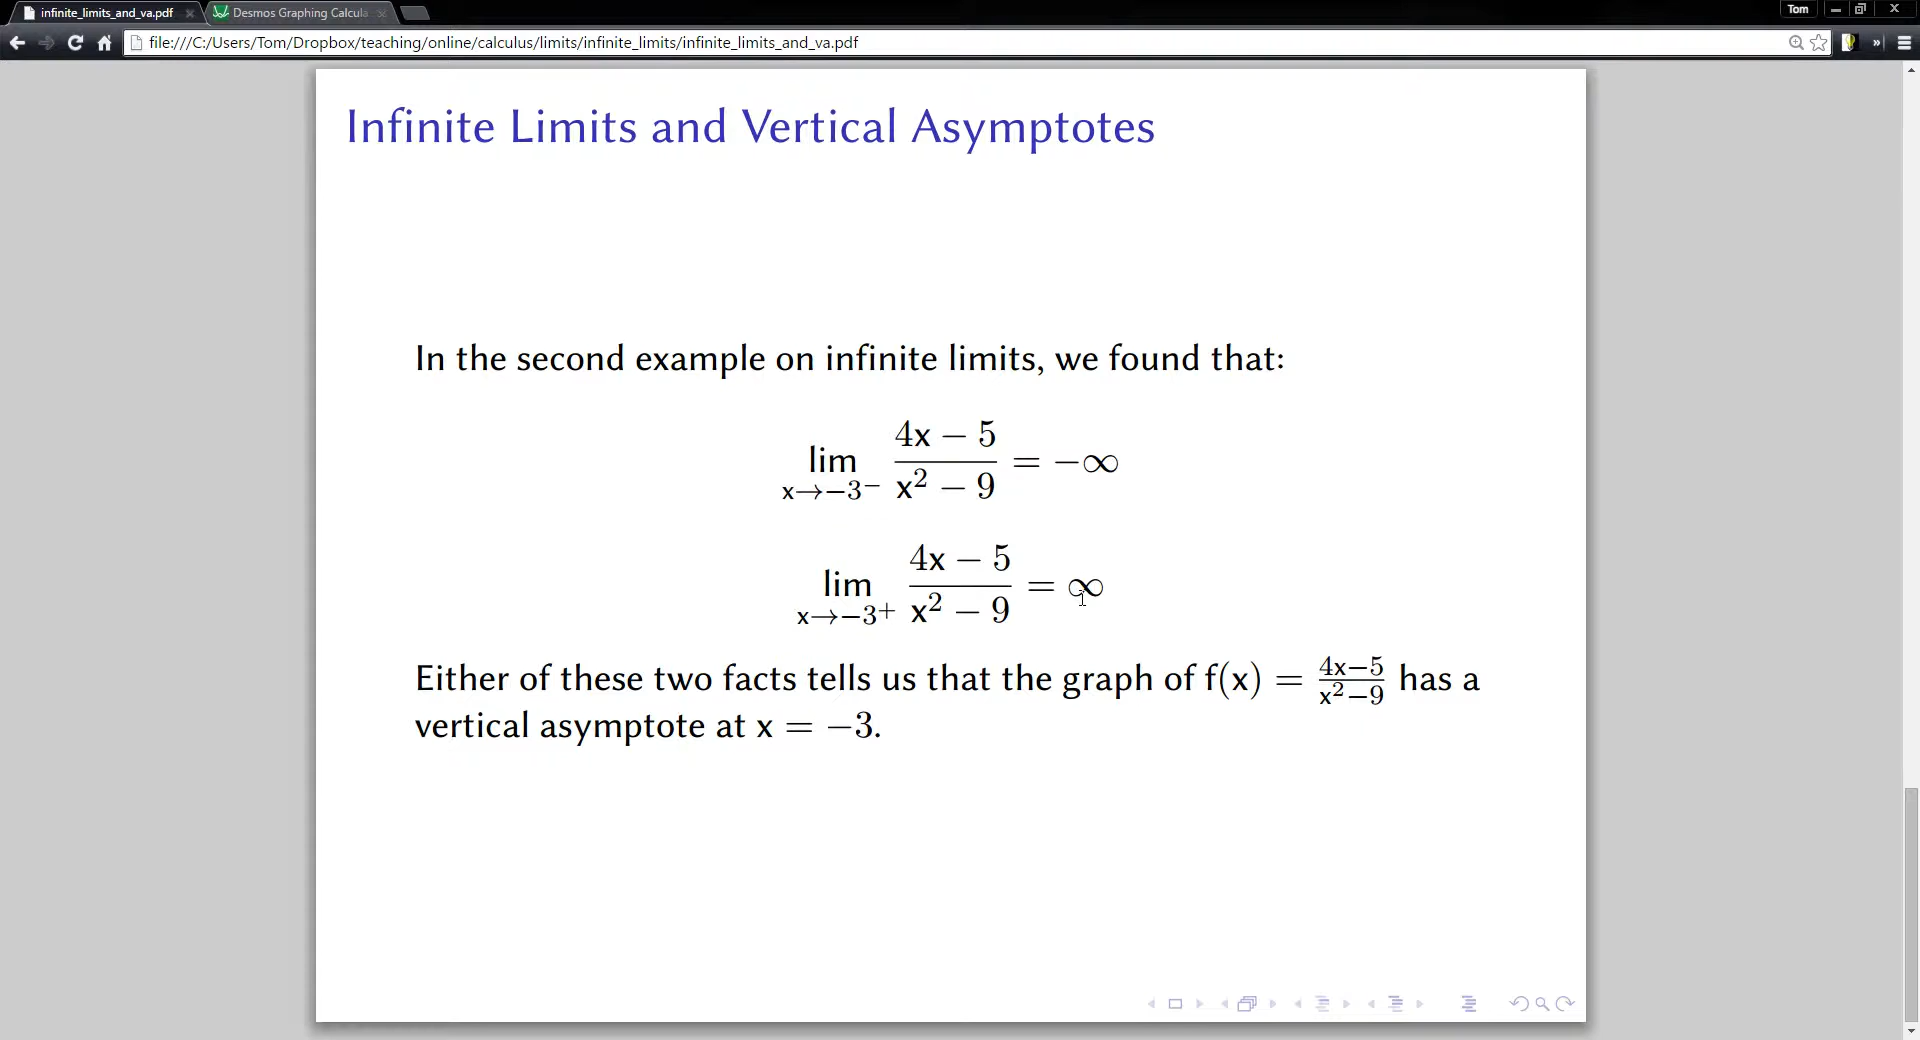 infinite_limits_and_va.pdf
Desmos Graphing Calcula
Tom
file:///C:/Users/Tom/Dropbox/teaching/online/calculus/limits/infinite_limits/infinite_limits_and_va.pdf
Infinite Limits and Vertical Asymptotes
In the second example on infinite limits, we found that:
lim x→−3⁻ (4x − 5)/(x² − 9) = −∞
lim x→−3⁺ (4x − 5)/(x² − 9) = ∞
Either of these two facts tells us that the graph of f(x) = (4x−5)/(x²−9) has a
vertical asymptote at x = −3.